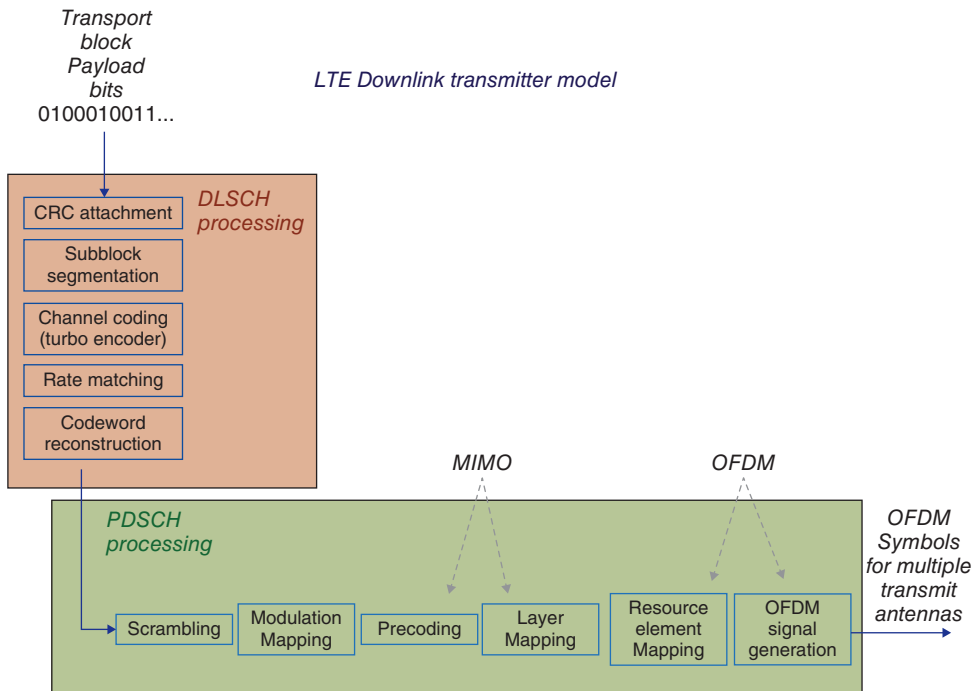 Transport
block
Payload
bits
0100010011...
LTE Downlink transmitter model
DLSCH
processing
CRC attachment
Subblock
segmentation
Channel coding
(turbo encoder)
Rate matching
Codeword
reconstruction
MIMO
OFDM
PDSCH
processing
Scrambling
Modulation
Mapping
Precoding
Layer
Mapping
Resource
element
Mapping
OFDM
signal
generation
OFDM
Symbols
for multiple
transmit
antennas